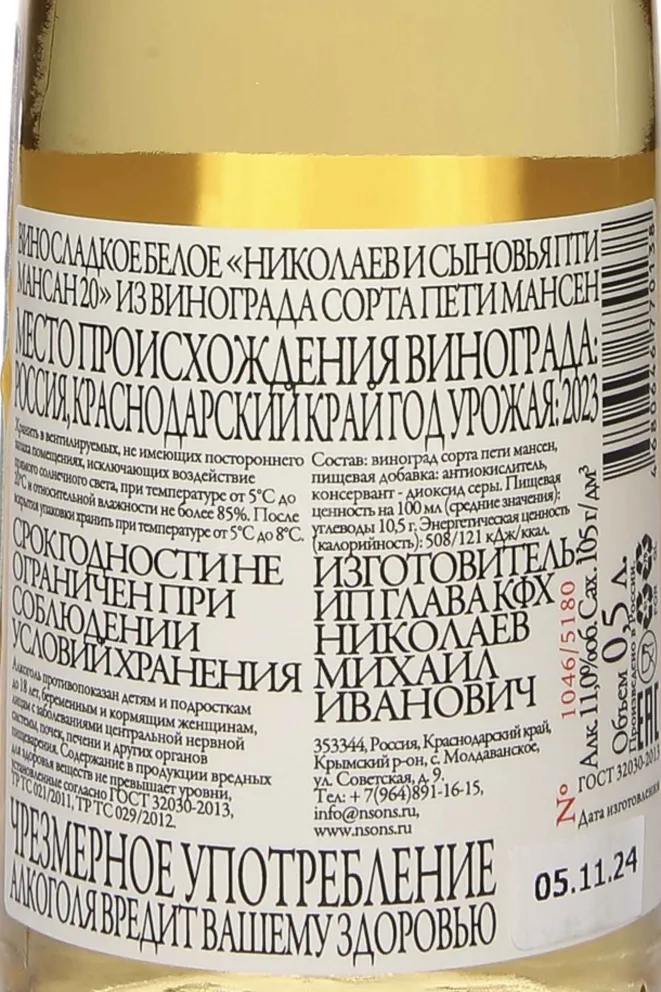 ВИНО СЛАДКОЕ БЕЛОЕ «НИКОЛАЕВ И СЫНОВЬЯ ПТИ
МАНСАН 20» ИЗ ВИНОГРАДА СОРТА ПЕТИ МАНСЕН
МЕСТО ПРОИСХОЖДЕНИЯ ВИНОГРАДА:
РОССИЯ, КРАСНОДАРСКИЙ КРАЙ ГОД УРОЖАЯ: 2023
Хранить в вентилируемых, не имеющих постороннего
запаха помещениях, исключающих воздействие
прямого солнечного света, при температуре от 5°C до
20°C и относительной влажности не более 85%. После
вскрытия упаковки хранить при температуре от 5°C до 8°C.
Состав: виноград сорта пети мансен,
пищевая добавка: антиокислитель,
консервант - диоксид серы. Пищевая
ценность на 100 мл (средние значения):
углеводы 10,5 г. Энергетическая ценность
(калорийность): 508/121 кДж/ккал.
СРОК ГОДНОСТИ НЕ
ОГРАНИЧЕН ПРИ
СОБЛЮДЕНИИ
УСЛОВИЙ ХРАНЕНИЯ
ИЗГОТОВИТЕЛЬ:
ИП ГЛАВА КФХ
НИКОЛАЕВ
МИХАИЛ
ИВАНОВИЧ
Алкоголь противопоказан детям и подросткам
до 18 лет, беременным и кормящим женщинам,
лицам с заболеваниями центральной нервной
системы, почек, печени и других органов
пищеварения. Содержание в продукции вредных
для здоровья веществ не превышает уровни,
установленные согласно ГОСТ 32030-2013,
ТР ТС 021/2011, ТР ТС 029/2012.
353344, Россия, Краснодарский край,
Крымский р-он, с. Молдаванское,
ул. Советская, д. 9.
Тел: + 7(964)891-16-15,
info@nsons.ru
www.nsons.ru
ЧРЕЗМЕРНОЕ УПОТРЕБЛЕНИЕ
АЛКОГОЛЯ ВРЕДИТ ВАШЕМУ ЗДОРОВЬЮ
№ 1046/5180
Алк. 11,0% об. Сах. 105 г/дм³
Объем 0,5 л.
Произведено в России
ГОСТ 32030-2013
Дата изготовления
05.11.24
EAC
4680646770138